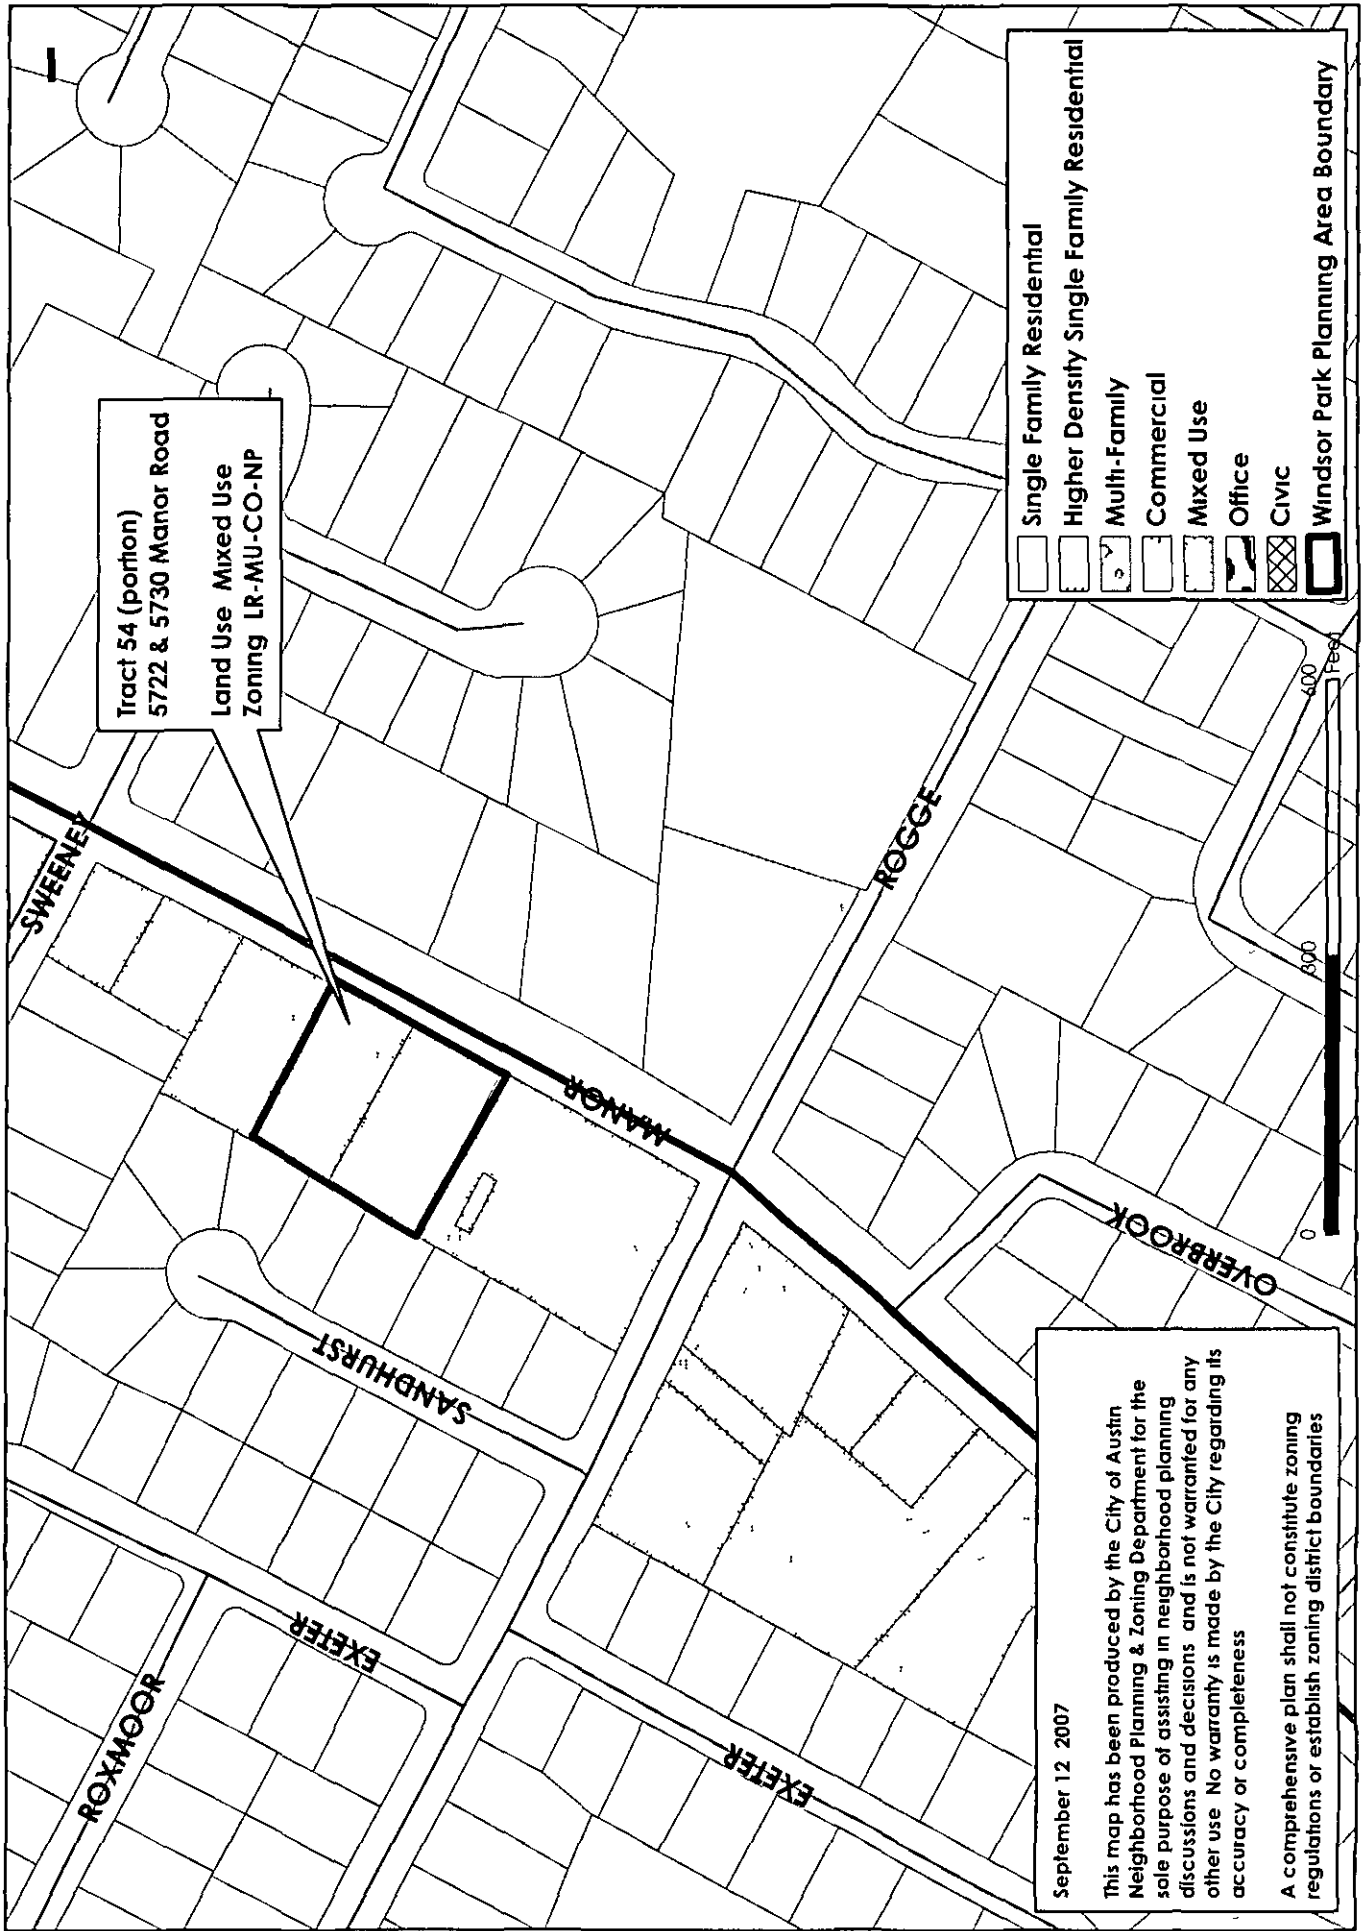 Tract 54 (portion)
5722 & 5730 Manor Road
Land Use Mixed Use
Zoning LR-MU-CO-NP
SWEENEY
MANOR
ROGGE
SANDHURST
OVERBROOK
EXETER
ROXMOOR
EXETER
Single Family Residential
Higher Density Single Family Residential
Multi-Family
Commercial
Mixed Use
Office
Civic
Windsor Park Planning Area Boundary
0 300 600
Feet
September 12 2007
This map has been produced by the City of Austin
Neighborhood Planning & Zoning Department for the
sole purpose of assisting in neighborhood planning
discussions and decisions and is not warranted for any
other use No warranty is made by the City regarding its
accuracy or completeness
A comprehensive plan shall not constitute zoning
regulations or establish zoning district boundaries